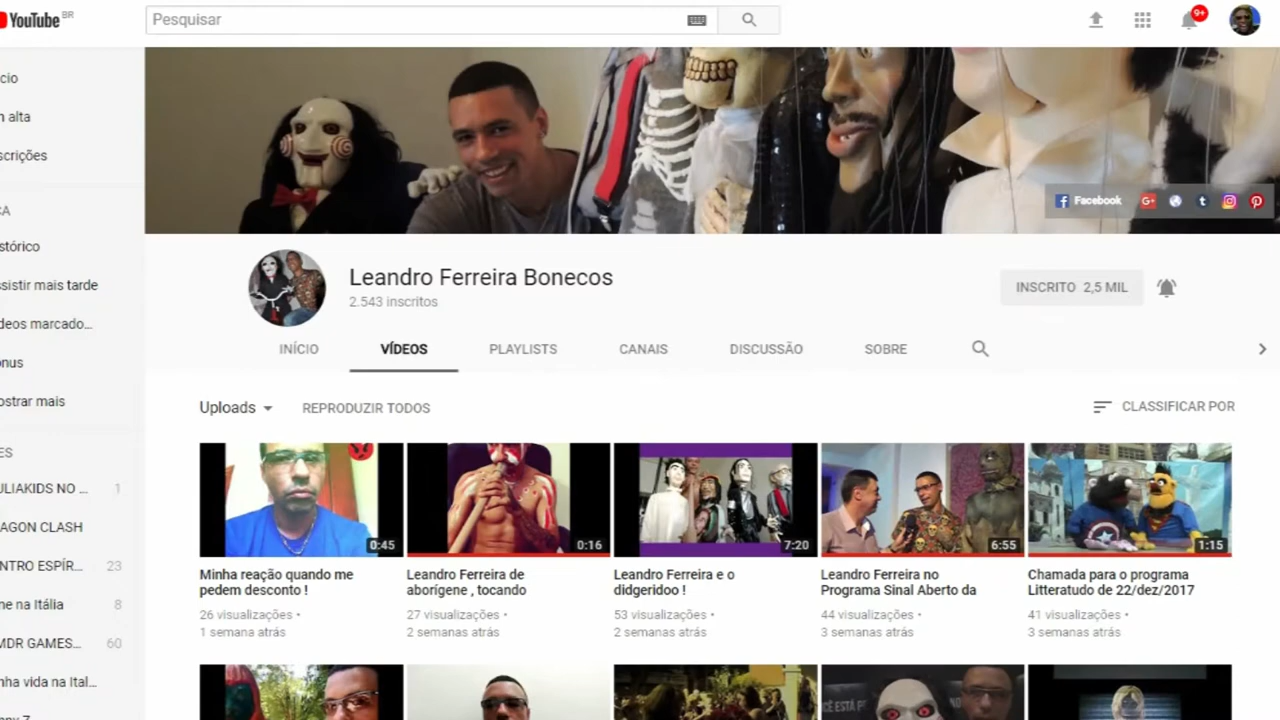 YouTube BR
Pesquisar
9+
cio
n alta
scrições
CA
stórico
ssistir mais tarde
deos marcado...
onus
ostrar mais
ES
ULIAKIDS NO ... 1
AGON CLASH
NTRO ESPÍR... 23
ne na Itália 8
MDR GAMES... 60
nha vida na Ital...
Facebook
Leandro Ferreira Bonecos
2.543 inscritos
INSCRITO 2,5 MIL
INÍCIO VÍDEOS PLAYLISTS CANAIS DISCUSSÃO SOBRE
Uploads REPRODUZIR TODOS CLASSIFICAR POR
0:45
Minha reação quando me
pedem desconto !
26 visualizações •
1 semana atrás
0:16
Leandro Ferreira de
aborígene , tocando
27 visualizações •
2 semanas atrás
7:20
Leandro Ferreira e o
didgeridoo !
53 visualizações •
2 semanas atrás
6:55
Leandro Ferreira no
Programa Sinal Aberto da
44 visualizações •
3 semanas atrás
1:15
Chamada para o programa
Litteratudo de 22/dez/2017
41 visualizações •
3 semanas atrás